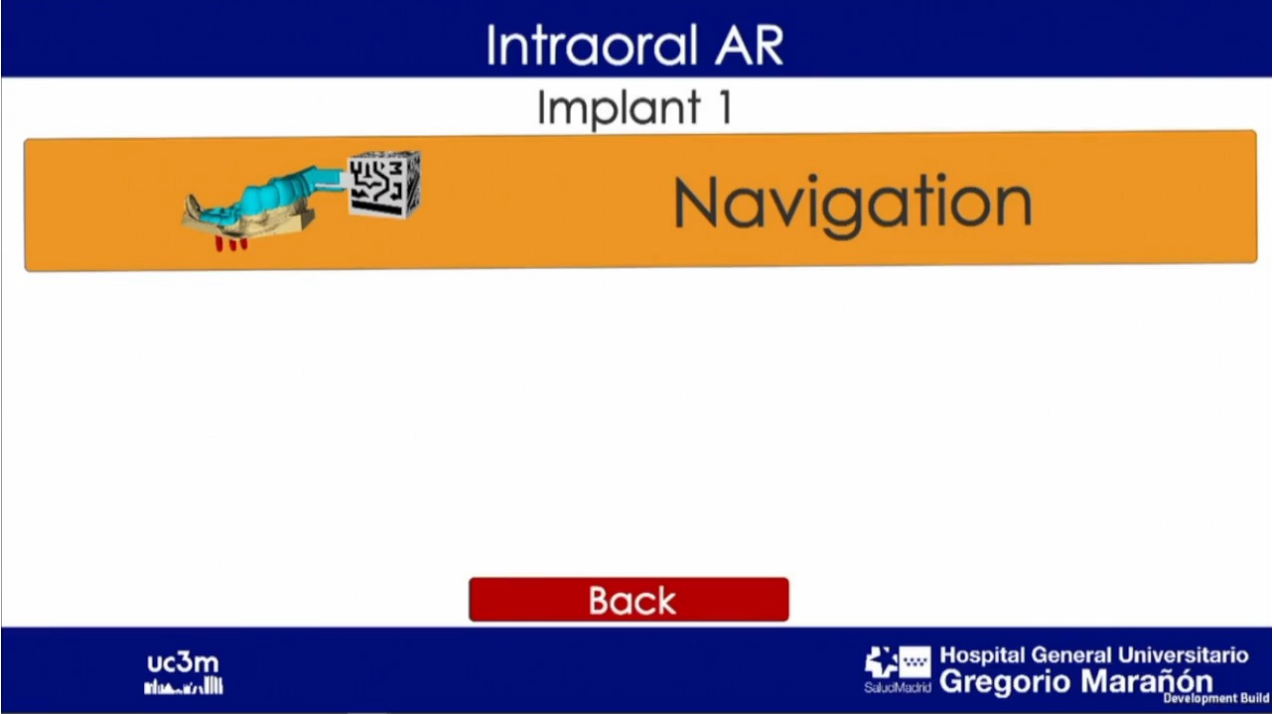 Intraoral AR
Implant 1
Navigation
Back
uc3m
SaludMadrid
Hospital General Universitario
Gregorio Marañón
Development Build